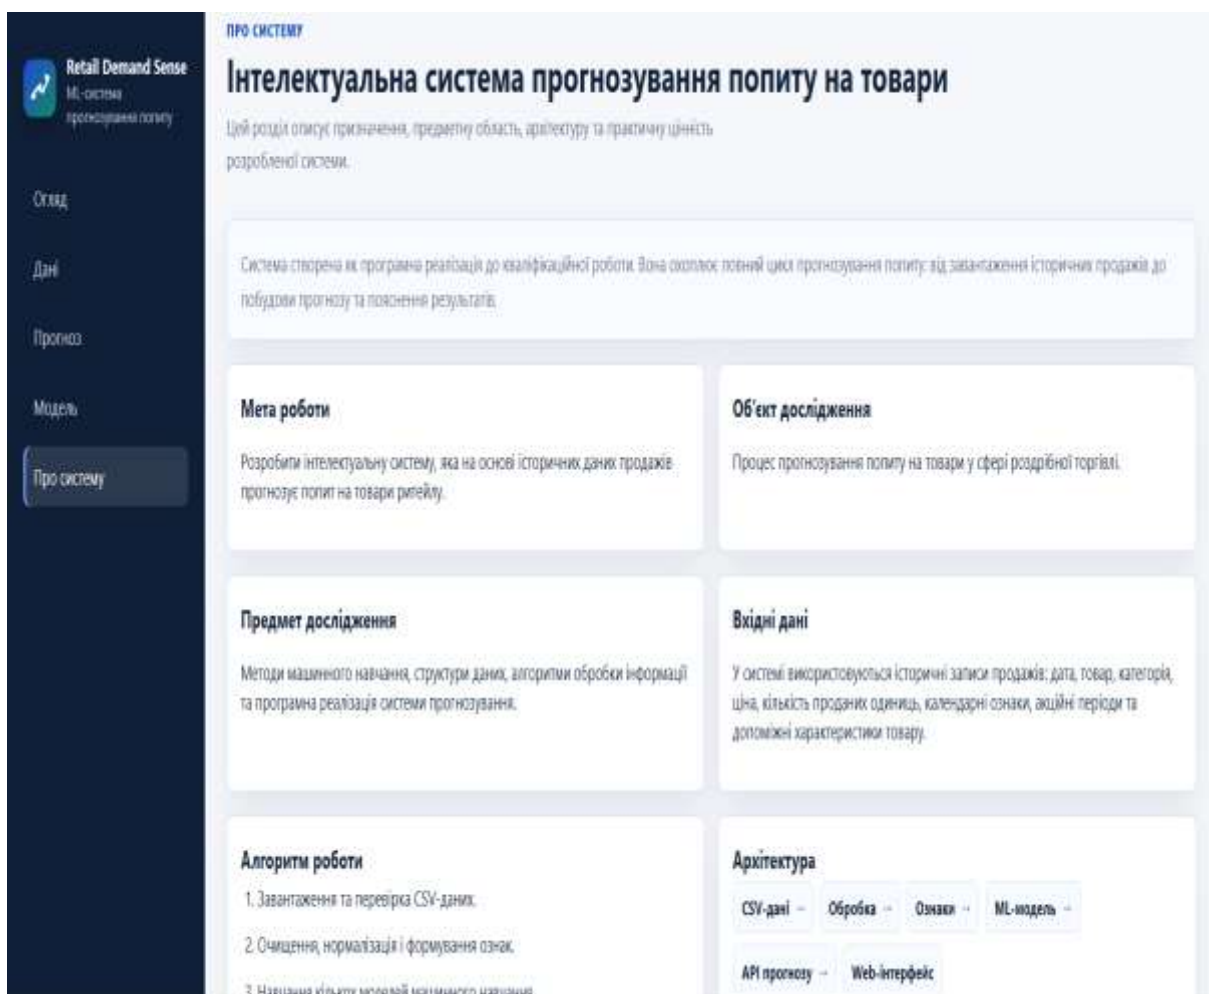 Retail Demand Sense
ML-система
прогнозування попиту
Огляд
Дані
Прогноз
Модель
Про систему
ПРО СИСТЕМУ
Інтелектуальна система прогнозування попиту на товари
Цей розділ описує призначення, предметну область, архітектуру та практичну цінність
розробленої системи.
Система створена як програмна реалізація до кваліфікаційної роботи. Вона охоплює повний цикл прогнозування попиту: від завантаження історичних продажів до
побудови прогнозу та пояснення результатів.
Мета роботи
Розробити інтелектуальну систему, яка на основі історичних даних продажів
прогнозує попит на товари ритейлу.
Об'єкт дослідження
Процес прогнозування попиту на товари у сфері роздрібної торгівлі.
Предмет дослідження
Методи машинного навчання, структури даних, алгоритми обробки інформації
та програмна реалізація системи прогнозування.
Вхідні дані
У системі використовуються історичні записи продажів: дата, товар, категорія,
ціна, кількість проданих одиниць, календарні ознаки, акційні періоди та
допоміжні характеристики товару.
Алгоритм роботи
1. Завантаження та перевірка CSV-даних.
2. Очищення, нормалізація і формування ознак.
3. Навчання кількох моделей машинного навчання.
Архітектура
CSV-дані → Обробка → Ознаки → ML-модель →
API прогнозу → Web-інтерфейс